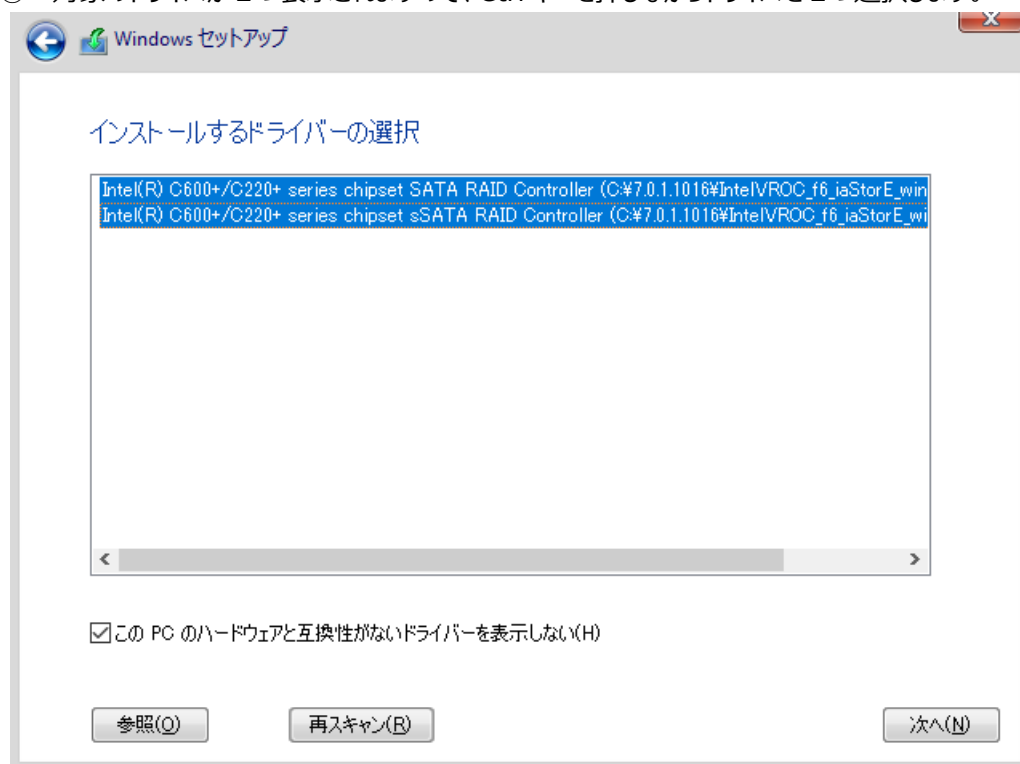 Windows セットアップ
インストールするドライバーの選択
Intel(R) C600+/C220+ series chipset SATA RAID Controller (C:¥7.0.1.1016¥IntelVROC_f6_iaStorE_win
Intel(R) C600+/C220+ series chipset sSATA RAID Controller (C:¥7.0.1.1016¥IntelVROC_f6_iaStorE_wi
この PC のハードウェアと互換性がないドライバーを表示しない(H)
参照(O)
再スキャン(R)
次へ(N)